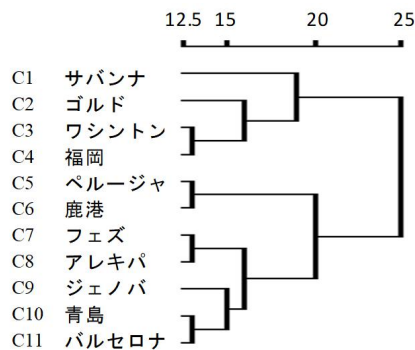 12.5 15 20 25
C1 サバンナ
C2 ゴルド
C3 ワシントン
C4 福岡
C5 ペルージャ
C6 鹿港
C7 フェズ
C8 アレキパ
C9 ジェノバ
C10 青島
C11 バルセロナ